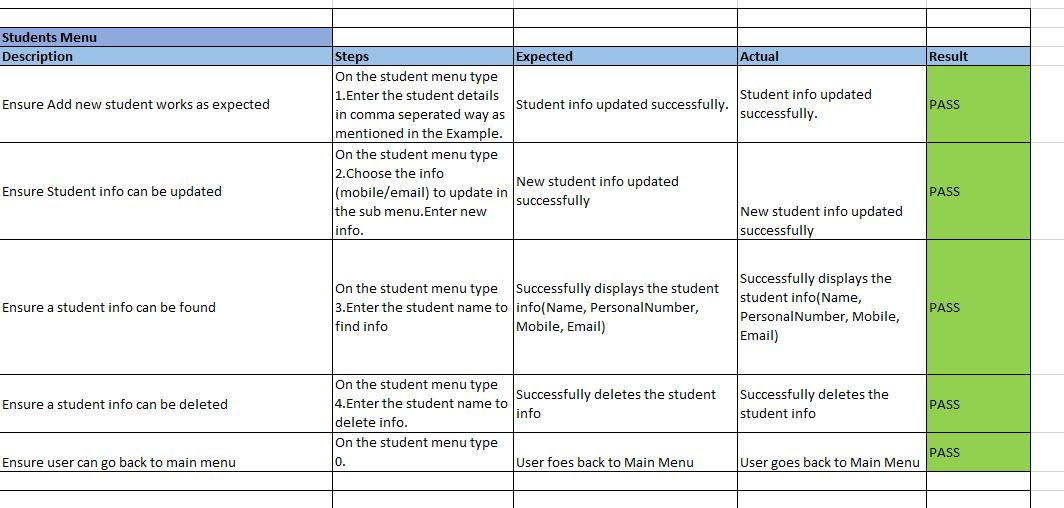 Students Menu
Description Steps Expected Actual Result
Ensure Add new student works as expected
On the student menu type
1.Enter the student details
in comma seperated way as
mentioned in the Example.
Student info updated successfully.
Student info updated
successfully.
PASS
Ensure Student info can be updated
On the student menu type
2.Choose the info
(mobile/email) to update in
the sub menu.Enter new
info.
New student info updated
successfully
New student info updated
successfully
PASS
Ensure a student info can be found
On the student menu type
3.Enter the student name to
find info
Successfully displays the student
info(Name, PersonalNumber,
Mobile, Email)
Successfully displays the
student info(Name,
PersonalNumber, Mobile,
Email)
PASS
Ensure a student info can be deleted
On the student menu type
4.Enter the student name to
delete info.
Successfully deletes the student
info
Successfully deletes the
student info
PASS
Ensure user can go back to main menu
On the student menu type
0.
User foes back to Main Menu
User goes back to Main Menu
PASS